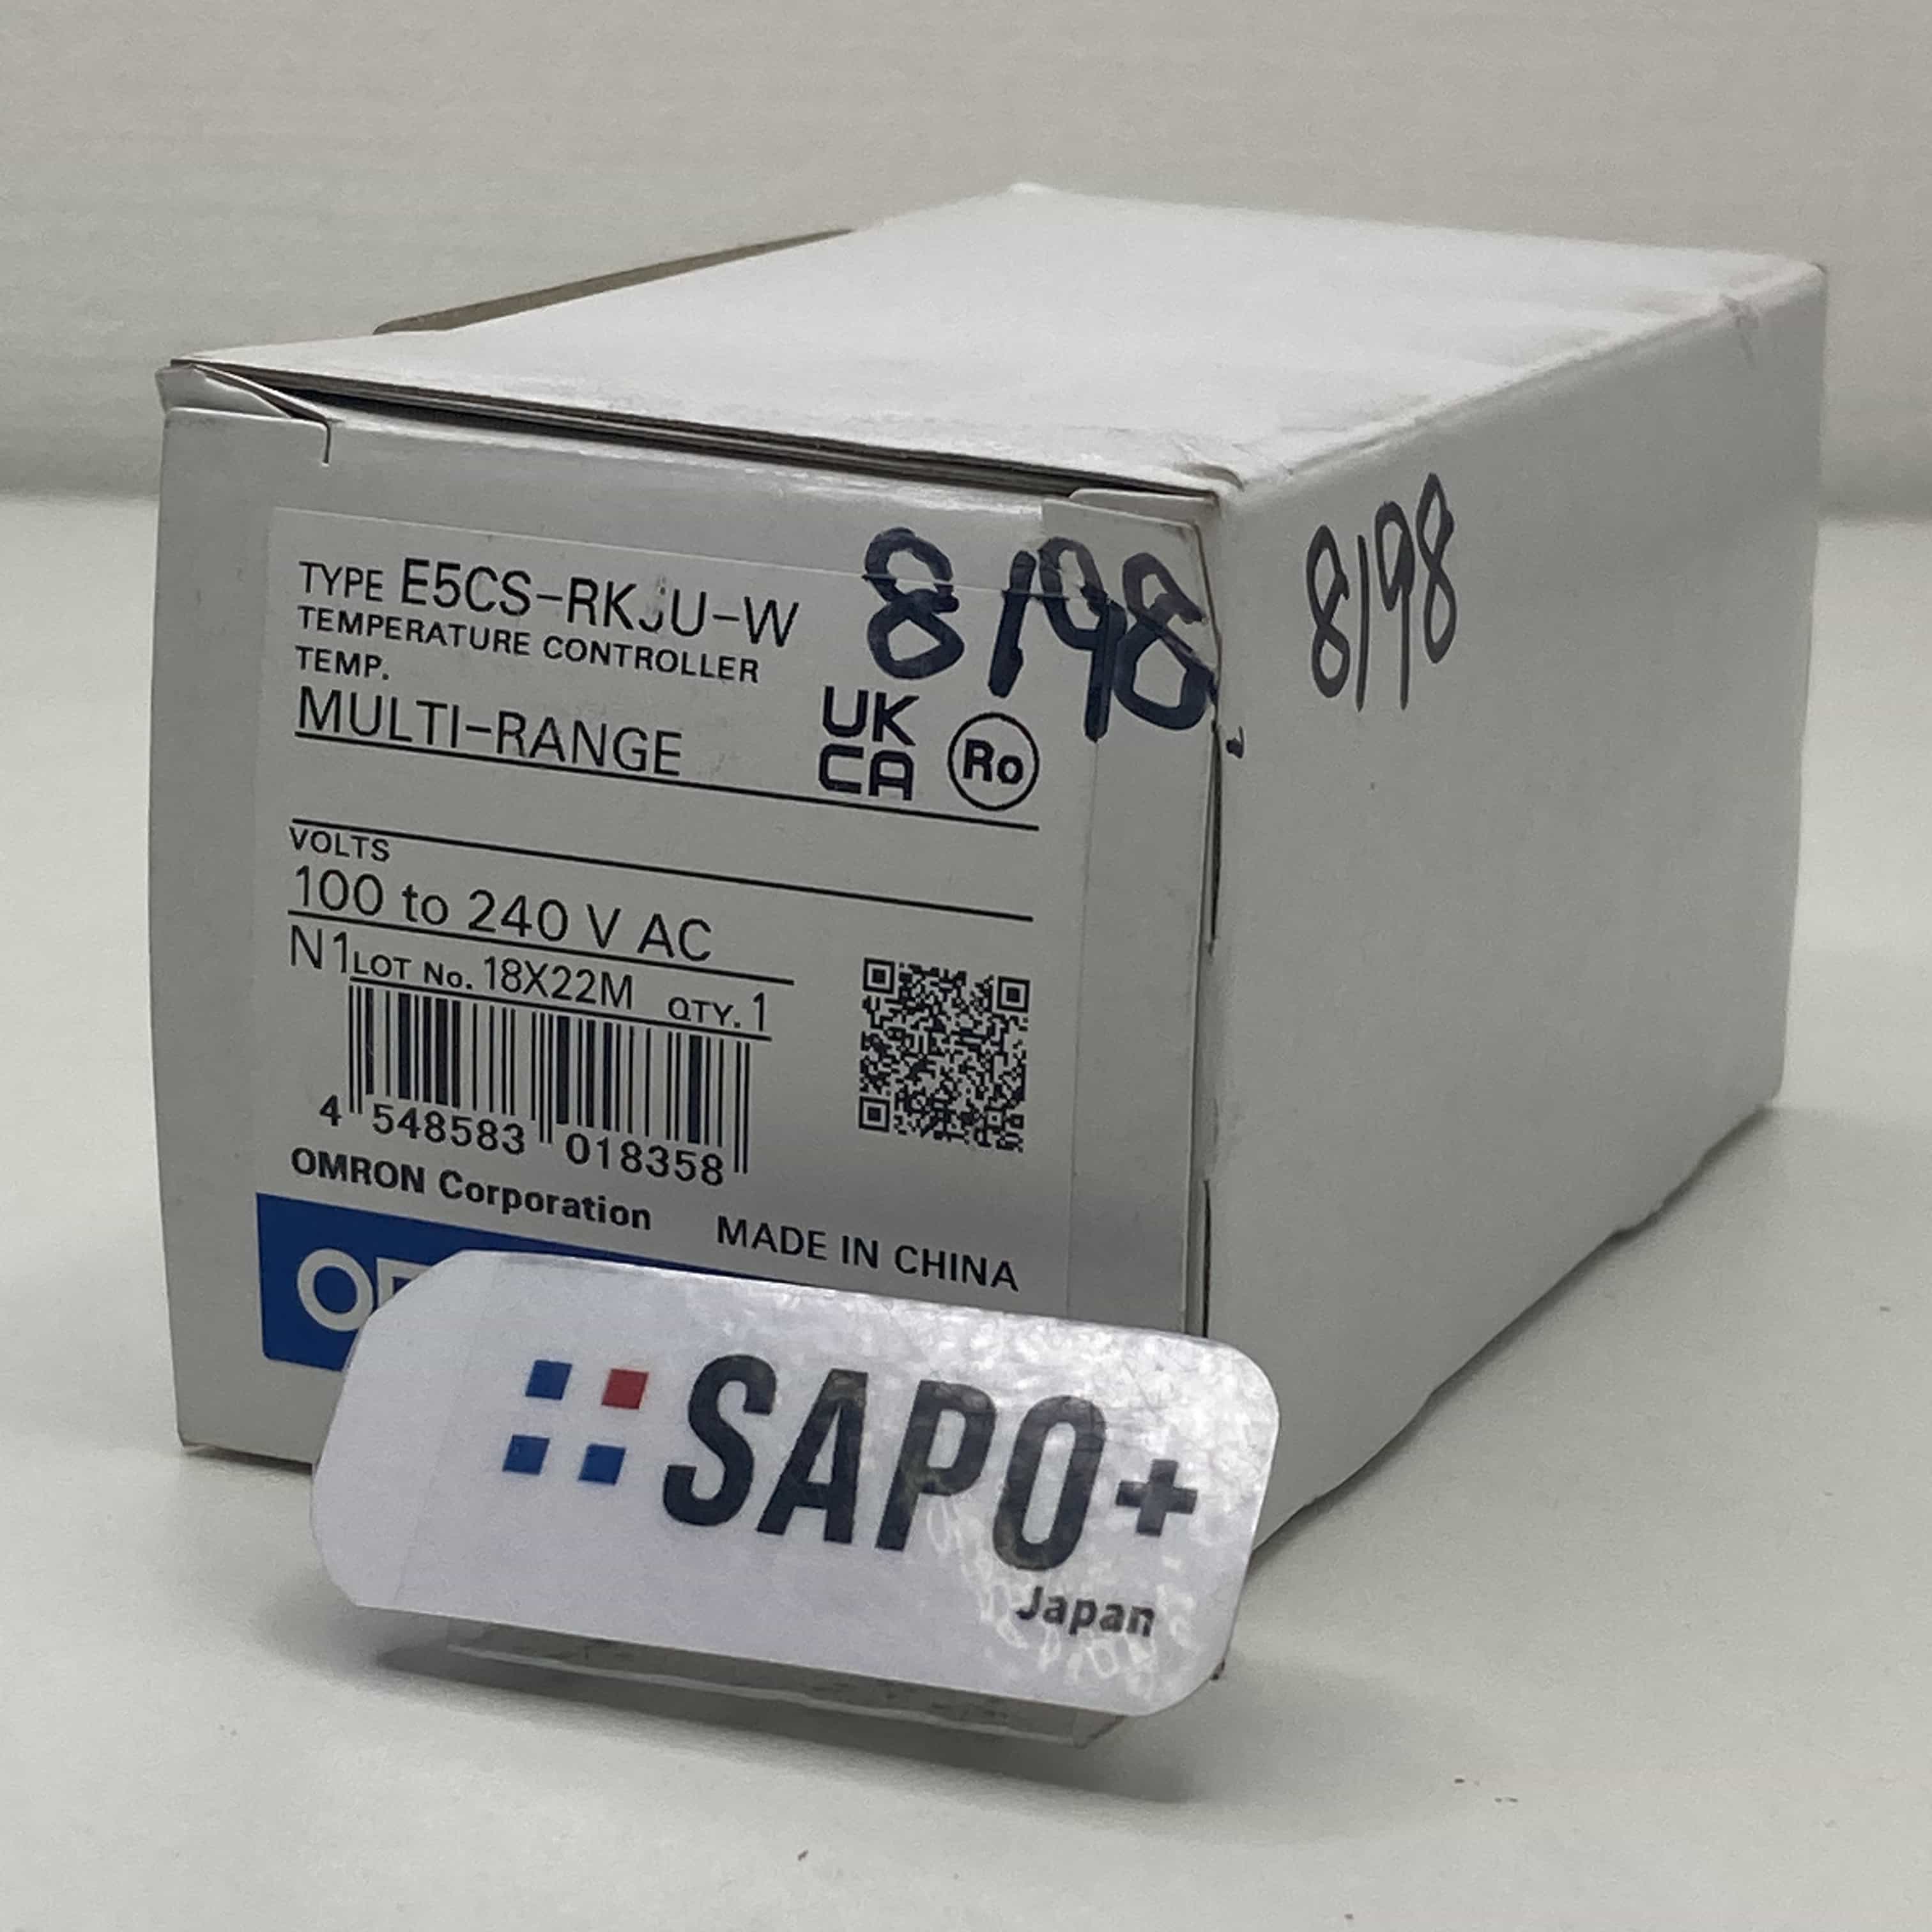 TYPE E5CS-RKJU-W
8198
8198
TEMPERATURE CONTROLLER
TEMP.
MULTI-RANGE
UK
CA
Ro
VOLTS
100 to 240 V AC
N1 LOT No. 18X22M QTY. 1
4 548583 018358
OMRON Corporation
MADE IN CHINA
SAPO+
Japan